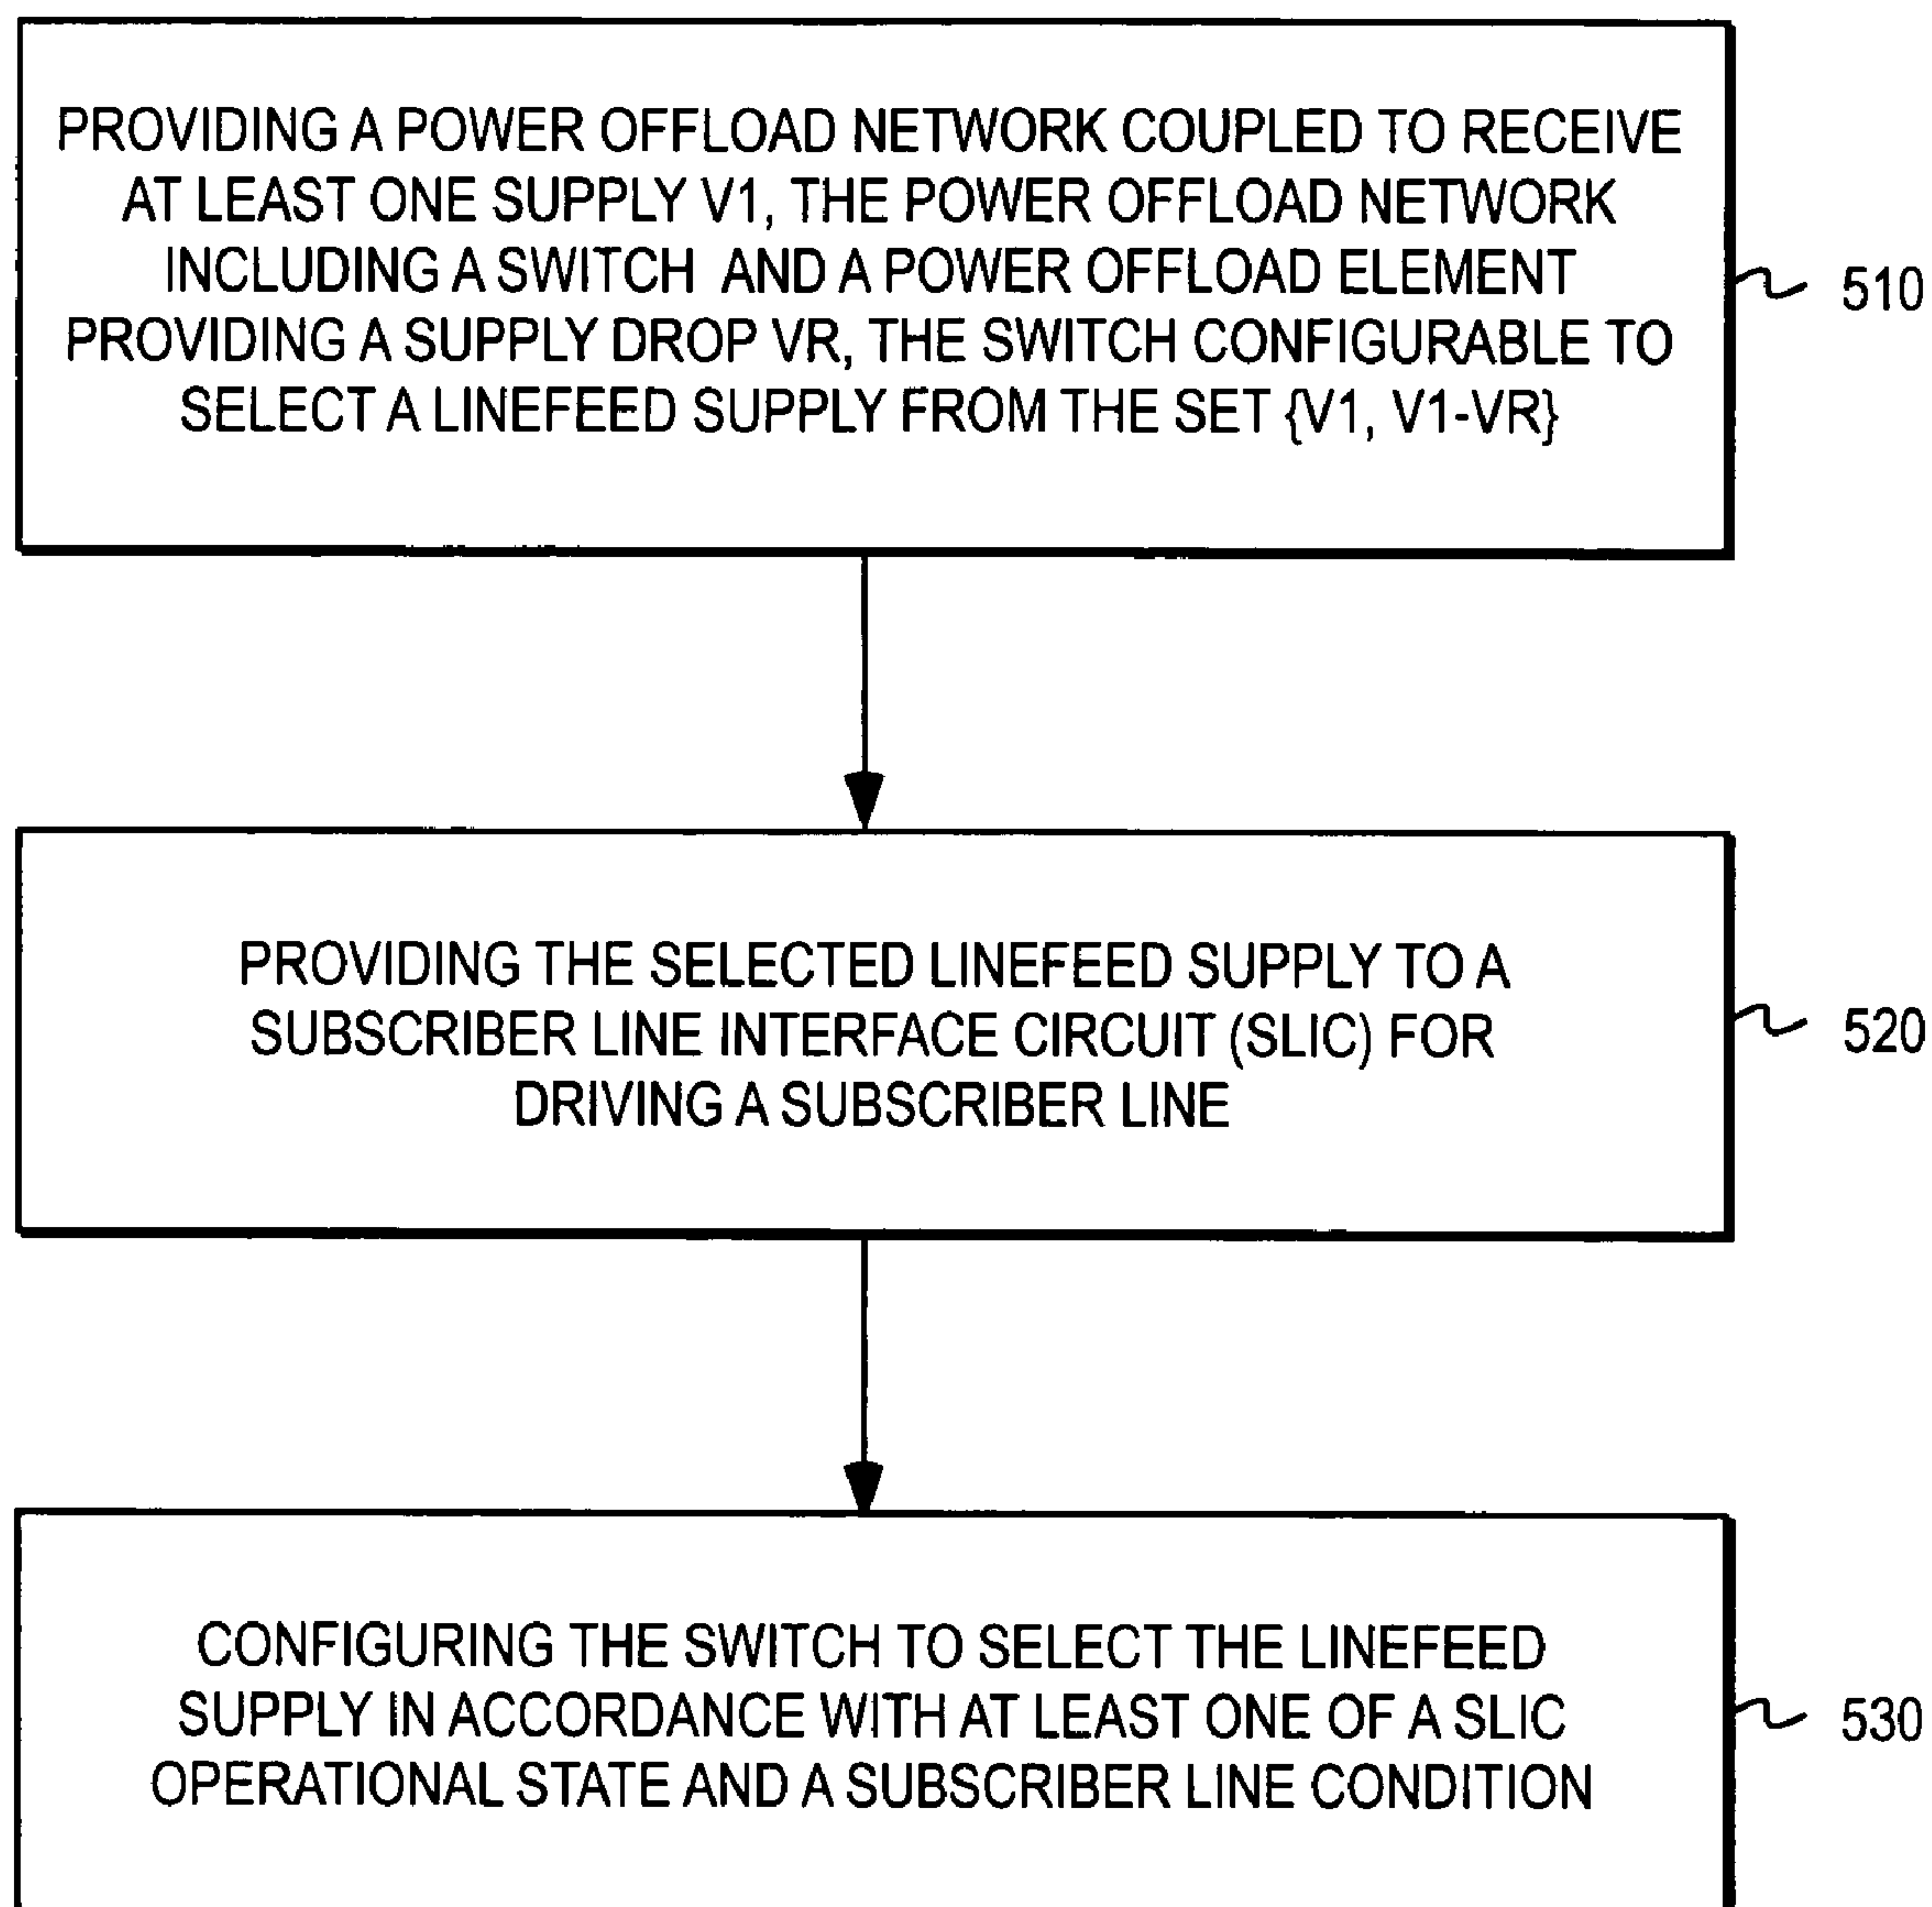 PROVIDING A POWER OFFLOAD NETWORK COUPLED TO RECEIVE
AT LEAST ONE SUPPLY V1, THE POWER OFFLOAD NETWORK
INCLUDING A SWITCH AND A POWER OFFLOAD ELEMENT
PROVIDING A SUPPLY DROP VR, THE SWITCH CONFIGURABLE TO
SELECT A LINEFEED SUPPLY FROM THE SET {V1, V1-VR}
510
PROVIDING THE SELECTED LINEFEED SUPPLY TO A
SUBSCRIBER LINE INTERFACE CIRCUIT (SLIC) FOR
DRIVING A SUBSCRIBER LINE
520
CONFIGURING THE SWITCH TO SELECT THE LINEFEED
SUPPLY IN ACCORDANCE WITH AT LEAST ONE OF A SLIC
OPERATIONAL STATE AND A SUBSCRIBER LINE CONDITION
530